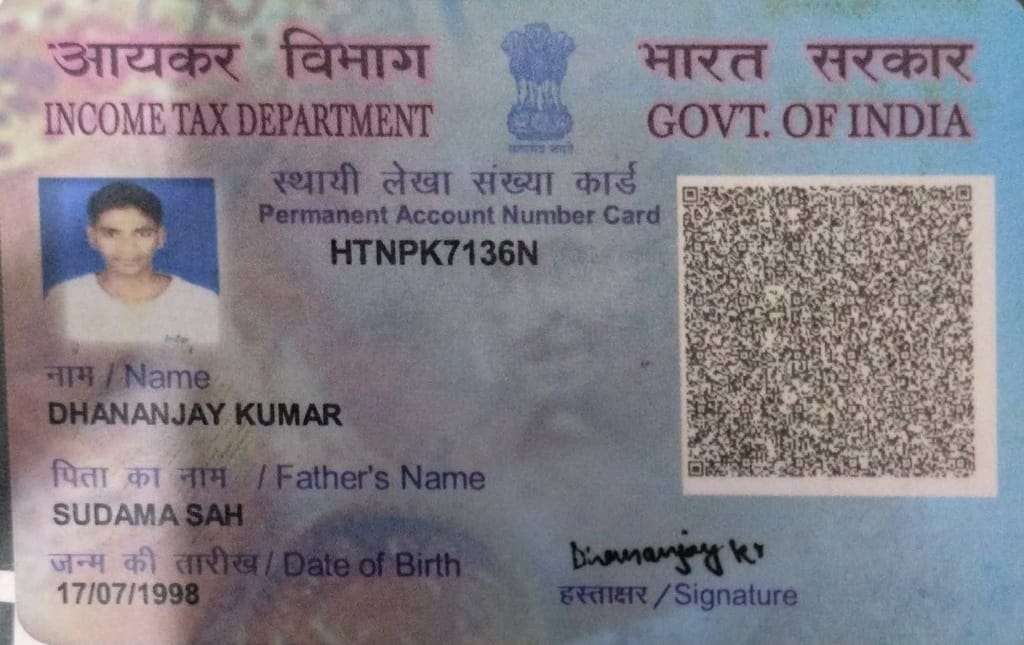 आयकर विभाग
INCOME TAX DEPARTMENT
भारत सरकार
GOVT. OF INDIA
सत्यमेव जयते
स्थायी लेखा संख्या कार्ड
Permanent Account Number Card
HTNPK7136N
नाम / Name
DHANANJAY KUMAR
पिता का नाम / Father's Name
SUDAMA SAH
जन्म की तारीख / Date of Birth
17/07/1998
Dhananjay Kr
हस्ताक्षर / Signature